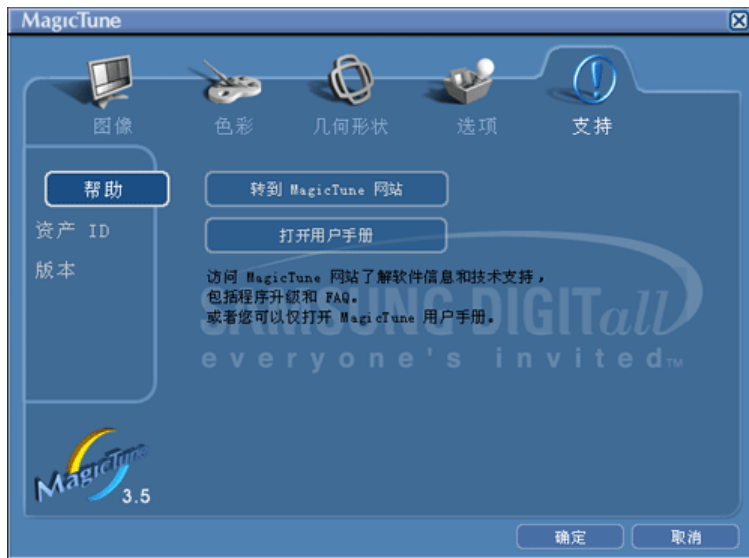 MagicTune
图像
色彩
几何形状
选项
支持
帮助
资产 ID
版本
转到 MagicTune 网站
打开用户手册
访问 MagicTune 网站了解软件信息和技术支持，
包括程序升级和 FAQ。
或者您可以仅打开 MagicTune 用户手册。
SAMSUNG DIGITall
everyone's invited™
MagicTune
3.5
确定
取消